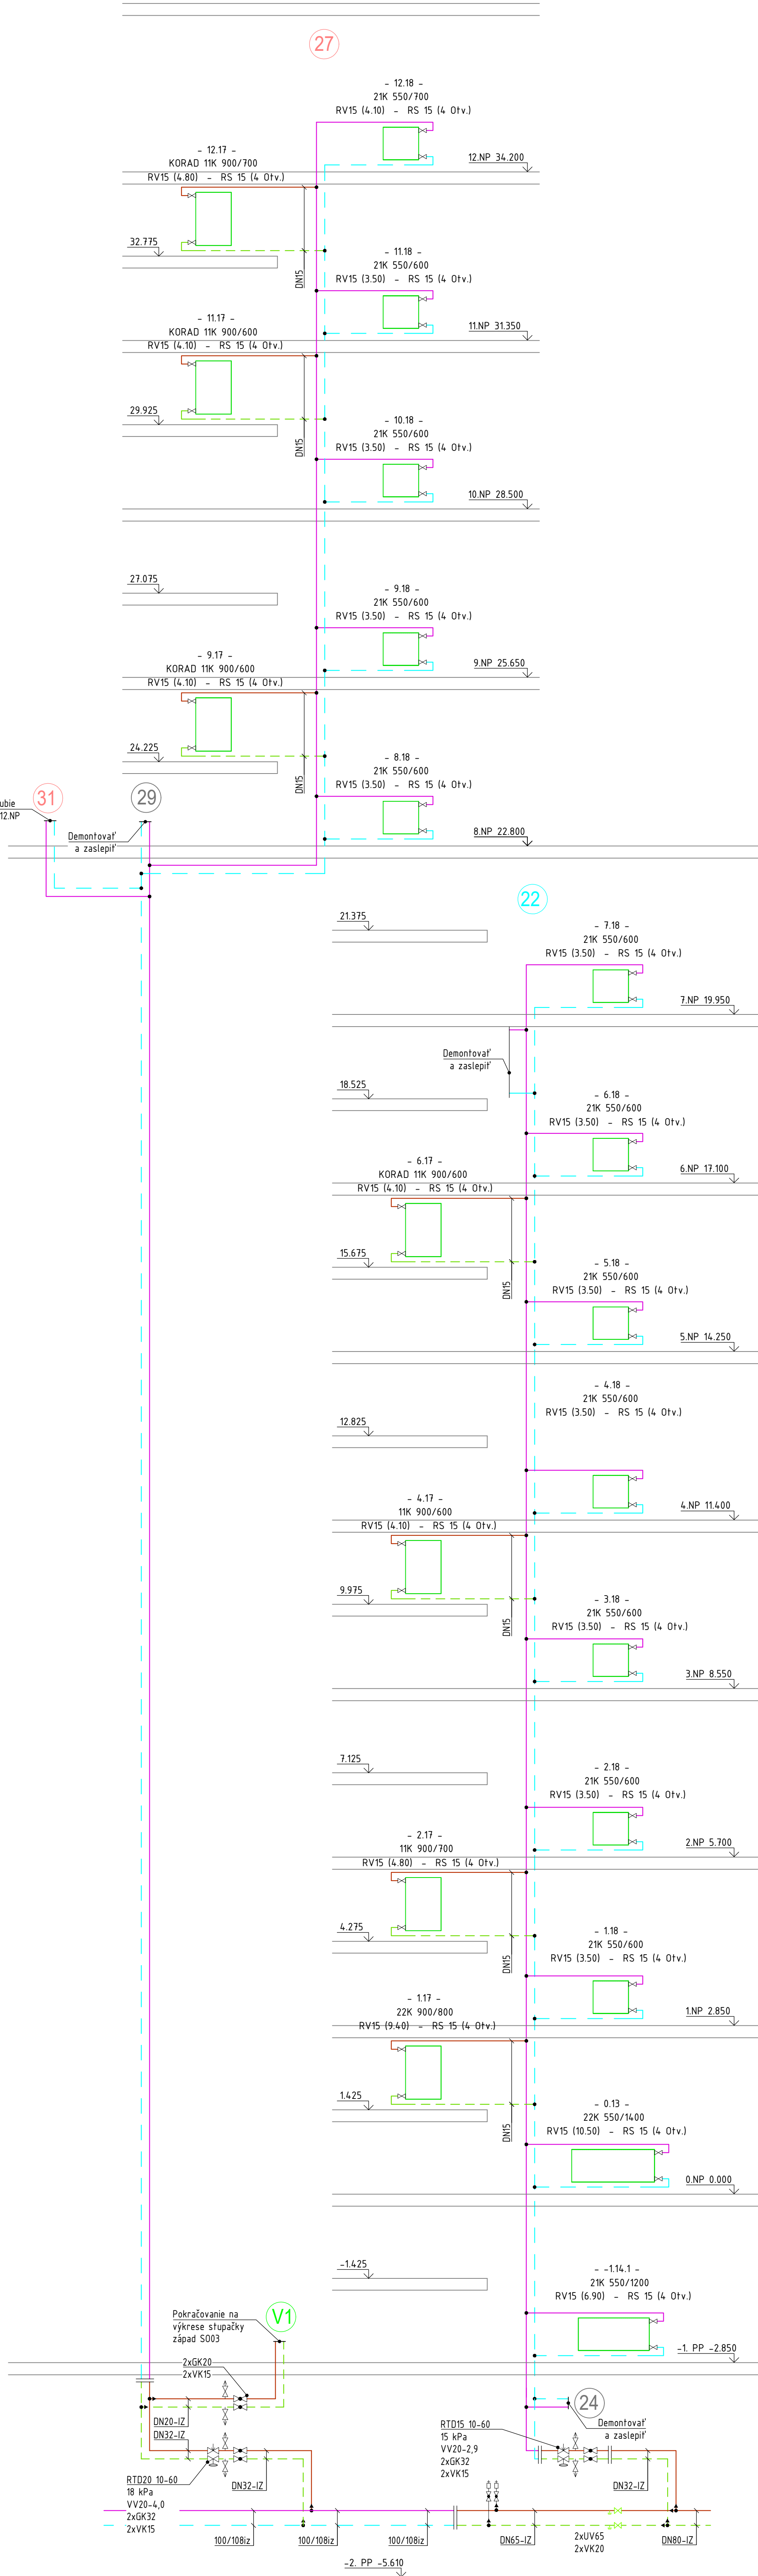 27
- 12.18 -
21K 550/700
RV15 (4.10) - RS 15 (4 Otv.)
- 12.17 -
KORAD 11K 900/700
RV15 (4.80) - RS 15 (4 Otv.)
12.NP 34.200
32.775
DN15
- 11.18 -
21K 550/600
RV15 (3.50) - RS 15 (4 Otv.)
- 11.17 -
KORAD 11K 900/600
RV15 (4.10) - RS 15 (4 Otv.)
11.NP 31.350
29.925
DN15
- 10.18 -
21K 550/600
RV15 (3.50) - RS 15 (4 Otv.)
10.NP 28.500
27.075
- 9.18 -
21K 550/600
RV15 (3.50) - RS 15 (4 Otv.)
- 9.17 -
KORAD 11K 900/600
RV15 (4.10) - RS 15 (4 Otv.)
9.NP 25.650
24.225
DN15
- 8.18 -
21K 550/600
RV15 (3.50) - RS 15 (4 Otv.)
31
29
ubie
12.NP
Demontovať
a zaslepiť
8.NP 22.800
22
21.375
- 7.18 -
21K 550/600
RV15 (3.50) - RS 15 (4 Otv.)
7.NP 19.950
Demontovať
a zaslepiť
18.525
- 6.18 -
21K 550/600
RV15 (3.50) - RS 15 (4 Otv.)
- 6.17 -
KORAD 11K 900/600
RV15 (4.10) - RS 15 (4 Otv.)
6.NP 17.100
15.675
DN15
- 5.18 -
21K 550/600
RV15 (3.50) - RS 15 (4 Otv.)
5.NP 14.250
- 4.18 -
21K 550/600
RV15 (3.50) - RS 15 (4 Otv.)
12.825
- 4.17 -
11K 900/600
RV15 (4.10) - RS 15 (4 Otv.)
4.NP 11.400
9.975
DN15
- 3.18 -
21K 550/600
RV15 (3.50) - RS 15 (4 Otv.)
3.NP 8.550
7.125
- 2.18 -
21K 550/600
RV15 (3.50) - RS 15 (4 Otv.)
- 2.17 -
11K 900/700
RV15 (4.80) - RS 15 (4 Otv.)
2.NP 5.700
4.275
DN15
- 1.18 -
21K 550/600
RV15 (3.50) - RS 15 (4 Otv.)
- 1.17 -
22K 900/800
RV15 (9.40) - RS 15 (4 Otv.)
1.NP 2.850
1.425
DN15
- 0.13 -
22K 550/1400
RV15 (10.50) - RS 15 (4 Otv.)
0.NP 0.000
-1.425
- -1.14.1 -
21K 550/1200
RV15 (6.90) - RS 15 (4 Otv.)
-1. PP -2.850
Pokračovanie na
výkrese stupačky
západ SO03
V1
2xGK20
2xVK15
DN20-IZ
DN32-IZ
24
Demontovať
a zaslepiť
RTD15 10-60
15 kPa
VV20-2,9
2xGK32
2xVK15
RTD20 10-60
18 kPa
VV20-4,0
2xGK32
2xVK15
DN32-IZ
DN32-IZ
100/108iz
100/108iz
100/108iz
DN65-IZ
2xUV65
2xVK20
DN80-IZ
-2. PP -5.610